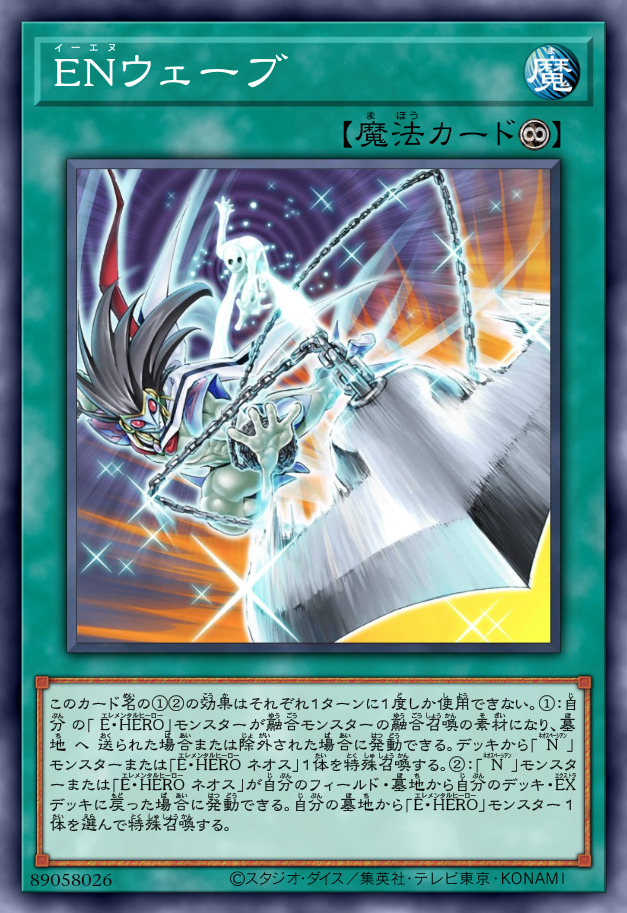 イーエヌ
ENウェーブ
ま
魔
ま ほう
【魔法カード】
このカード名の①②の効果はそれぞれ1ターンに1度しか使用できない。①:自
分の「E・HERO」モンスターが融合モンスターの融合召喚の素材になり、墓
地へ送られた場合または除外された場合に発動できる。デッキから「N」
モンスターまたは「E・HERO ネオス」1体を特殊召喚する。②:「N」モンス
ターまたは「E・HERO ネオス」が自分のフィールド・墓地から自分のデッキ・EX
デッキに戻った場合に発動できる。自分の墓地から「E・HERO」モンスター1
体を選んで特殊召喚する。
89058026
©スタジオ・ダイス/集英社・テレビ東京・KONAMI